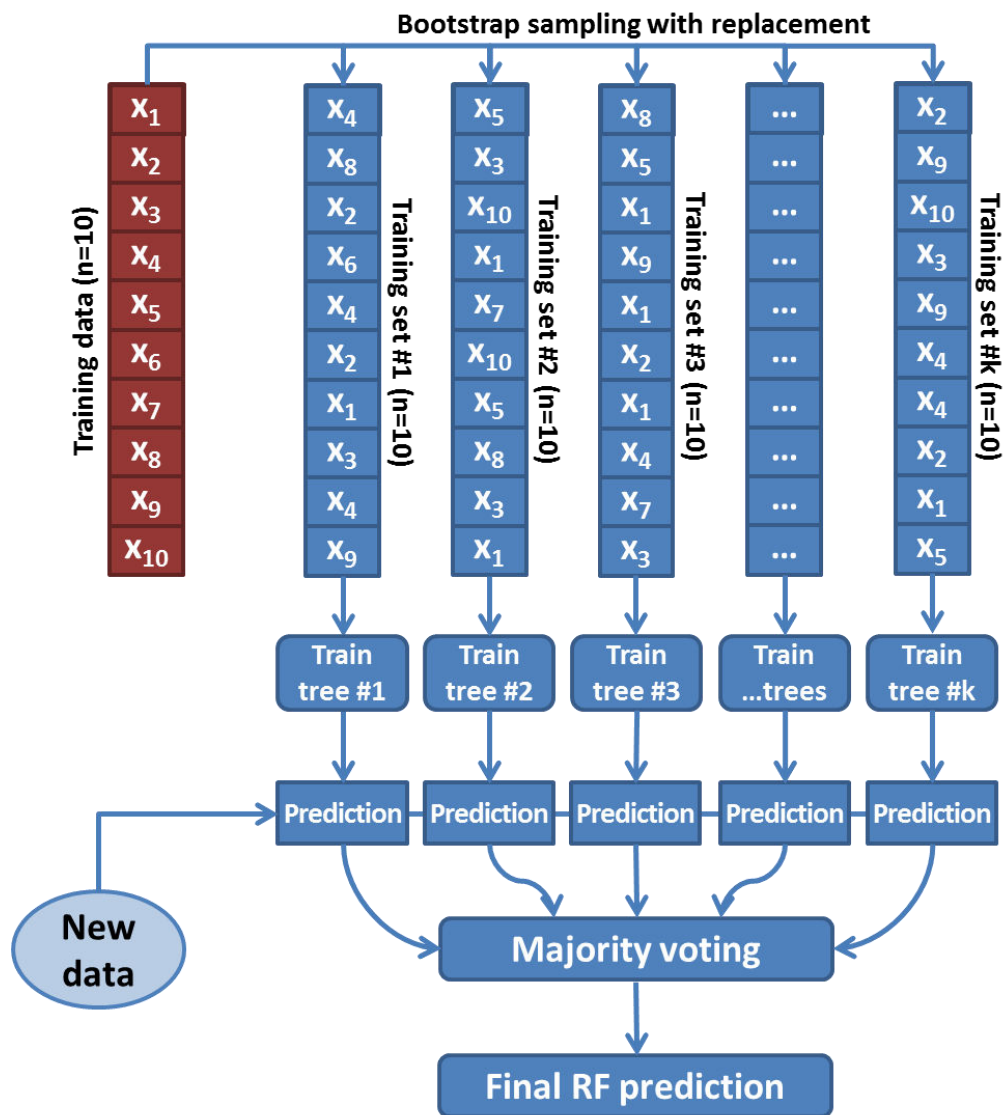 Bootstrap sampling with replacement
Training data (n=10)
x₁
x₂
x₃
x₄
x₅
x₆
x₇
x₈
x₉
x₁₀
x₄
x₈
x₂
x₆
x₄
x₂
x₁
x₃
x₄
x₉
Training set #1 (n=10)
x₅
x₃
x₁₀
x₁
x₇
x₁₀
x₅
x₈
x₃
x₁
Training set #2 (n=10)
x₈
x₅
x₁
x₉
x₁
x₂
x₁
x₄
x₇
x₃
Training set #3 (n=10)
...
...
...
...
...
...
...
...
...
...
x₂
x₉
x₁₀
x₃
x₉
x₄
x₄
x₂
x₁
x₅
Training set #k (n=10)
Train
tree #1
Train
tree #2
Train
tree #3
Train
...trees
Train
tree #k
Prediction
Prediction
Prediction
Prediction
Prediction
New
data
Majority voting
Final RF prediction